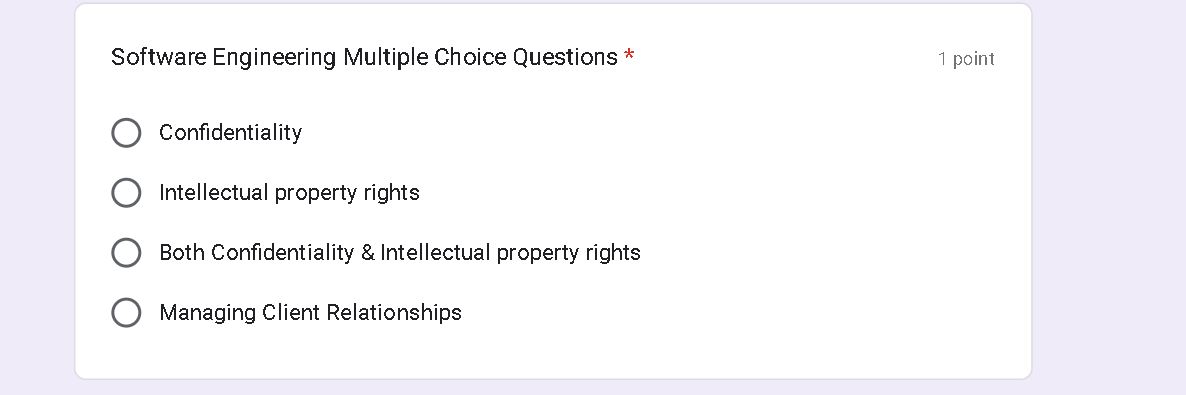 Software Engineering Multiple Choice Questions *
1 point
Confidentiality
Intellectual property rights
Both Confidentiality & Intellectual property rights
Managing Client Relationships